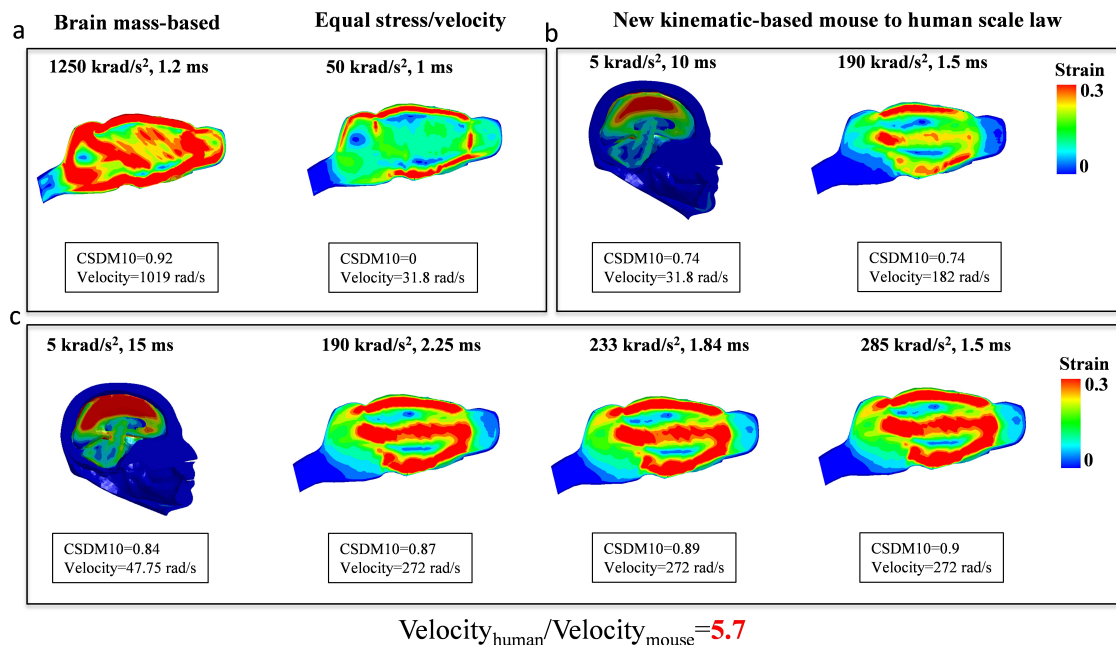 a
Brain mass-based
Equal stress/velocity
1250 krad/s², 1.2 ms
50 krad/s², 1 ms
CSDM10=0.92
Velocity=1019 rad/s
CSDM10=0
Velocity=31.8 rad/s
b
New kinematic-based mouse to human scale law
5 krad/s², 10 ms
190 krad/s², 1.5 ms
Strain
0.3
0
CSDM10=0.74
Velocity=31.8 rad/s
CSDM10=0.74
Velocity=182 rad/s
c
5 krad/s², 15 ms
190 krad/s², 2.25 ms
233 krad/s², 1.84 ms
285 krad/s², 1.5 ms
Strain
0.3
0
CSDM10=0.84
Velocity=47.75 rad/s
CSDM10=0.87
Velocity=272 rad/s
CSDM10=0.89
Velocity=272 rad/s
CSDM10=0.9
Velocity=272 rad/s
Velocity_human/Velocity_mouse=5.7